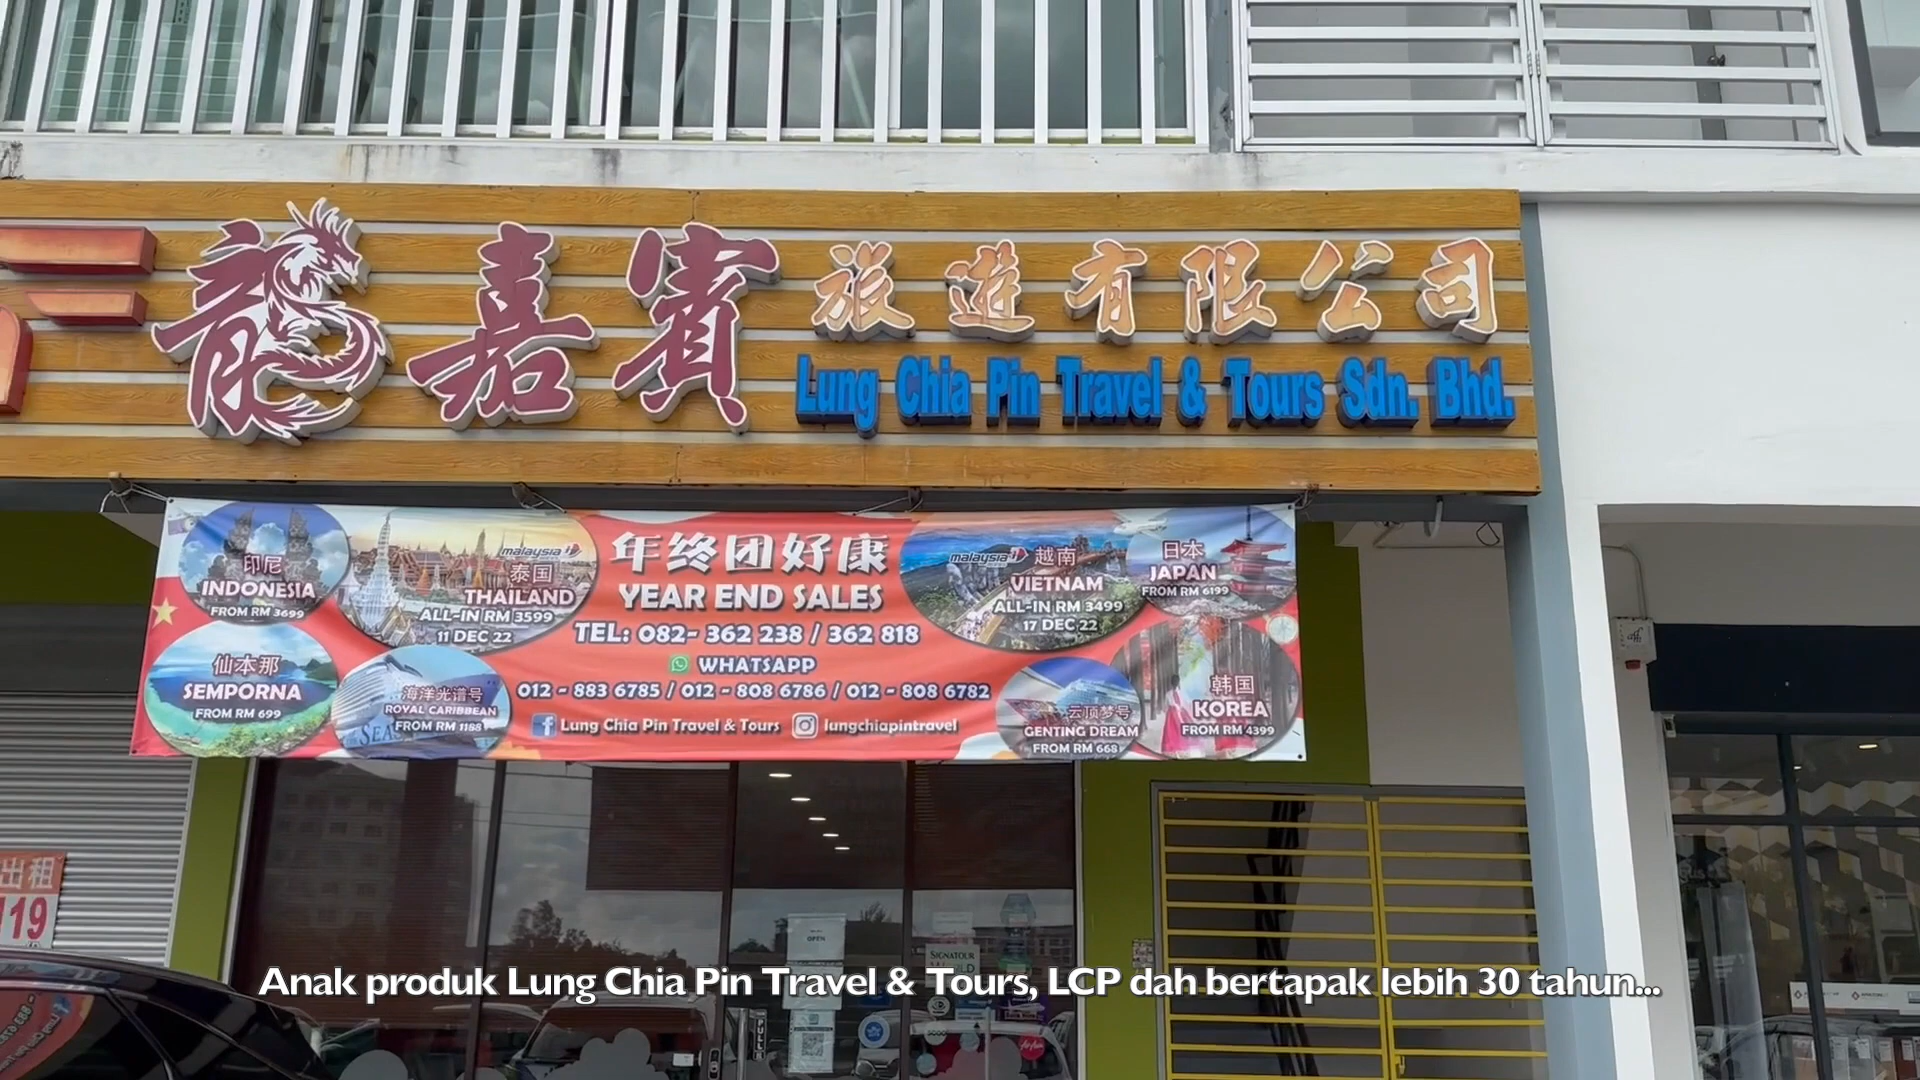 龍嘉賓旅遊有限公司
Lung Chia Pin Travel & Tours Sdn. Bhd.
印尼
INDONESIA
FROM RM 3699
malaysia
泰国
THAILAND
ALL-IN RM 3599
11 DEC 22
年终团好康
YEAR END SALES
TEL: 082- 362 238 / 362 818
WHATSAPP
012 - 883 6785 / 012 - 808 6786 / 012 - 808 6782
Lung Chia Pin Travel & Tours
lungchiapintravel
malaysia
越南
VIETNAM
ALL-IN RM 3499
17 DEC 22
日本
JAPAN
FROM RM 6199
仙本那
SEMPORNA
FROM RM 699
海洋光谱号
ROYAL CARIBBEAN
FROM RM 1188
云顶梦号
GENTING DREAM
FROM RM 668
韩国
KOREA
FROM RM 4399
出租
119
OPEN
SIGNATOUR
PULL
Anak produk Lung Chia Pin Travel & Tours, LCP dah bertapak lebih 30 tahun...